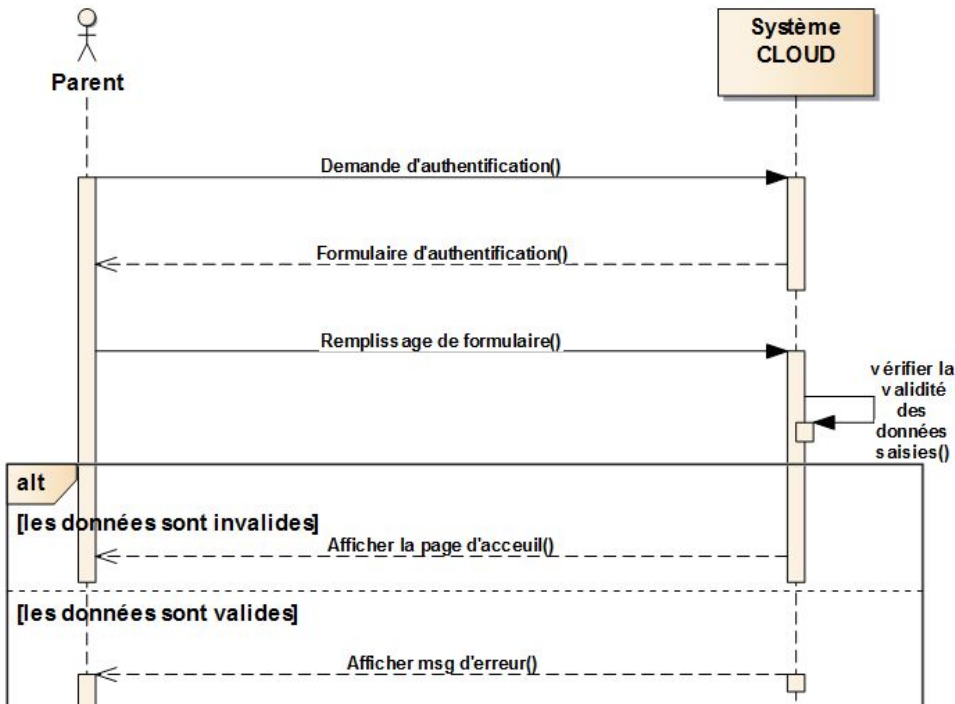 Parent
Système
CLOUD
Demande d'authentification()
Formulaire d'authentification()
Remplissage de formulaire()
vérifier la
validité
des
données
saisies()
alt
[les données sont invalides]
Afficher la page d'acceuil()
[les données sont valides]
Afficher msg d'erreur()